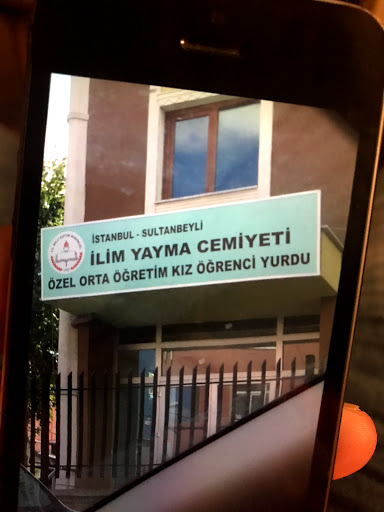 İSTANBUL - SULTANBEYLİ
İLİM YAYMA CEMİYETİ
ÖZEL ORTA ÖĞRETİM KIZ ÖĞRENCİ YURDU